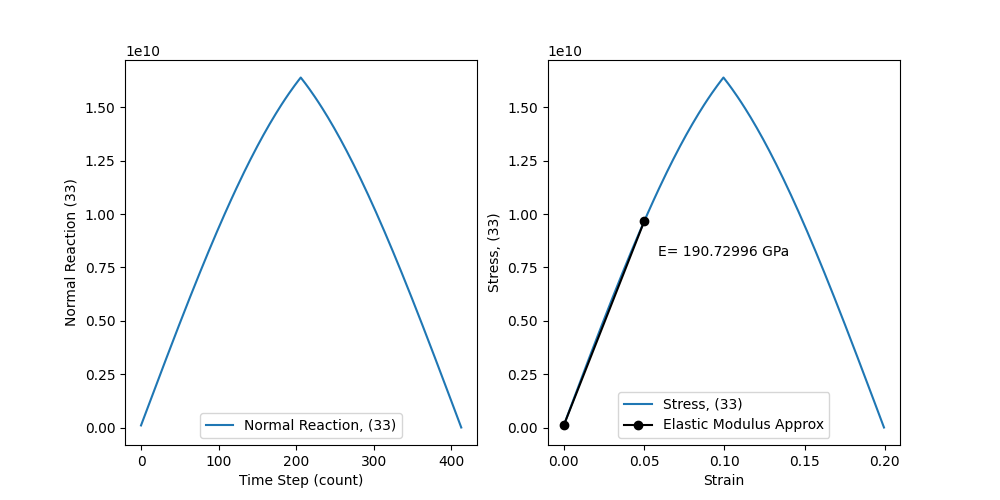 1e10
1.50
1.25
1.00
0.75
0.50
0.25
0.00
Normal Reaction (33)
Normal Reaction, (33)
0 100 200 300 400
Time Step (count)
1e10
1.50
1.25
1.00
0.75
0.50
0.25
0.00
Stress, (33)
E= 190.72996 GPa
Stress, (33)
Elastic Modulus Approx
0.00 0.05 0.10 0.15 0.20
Strain